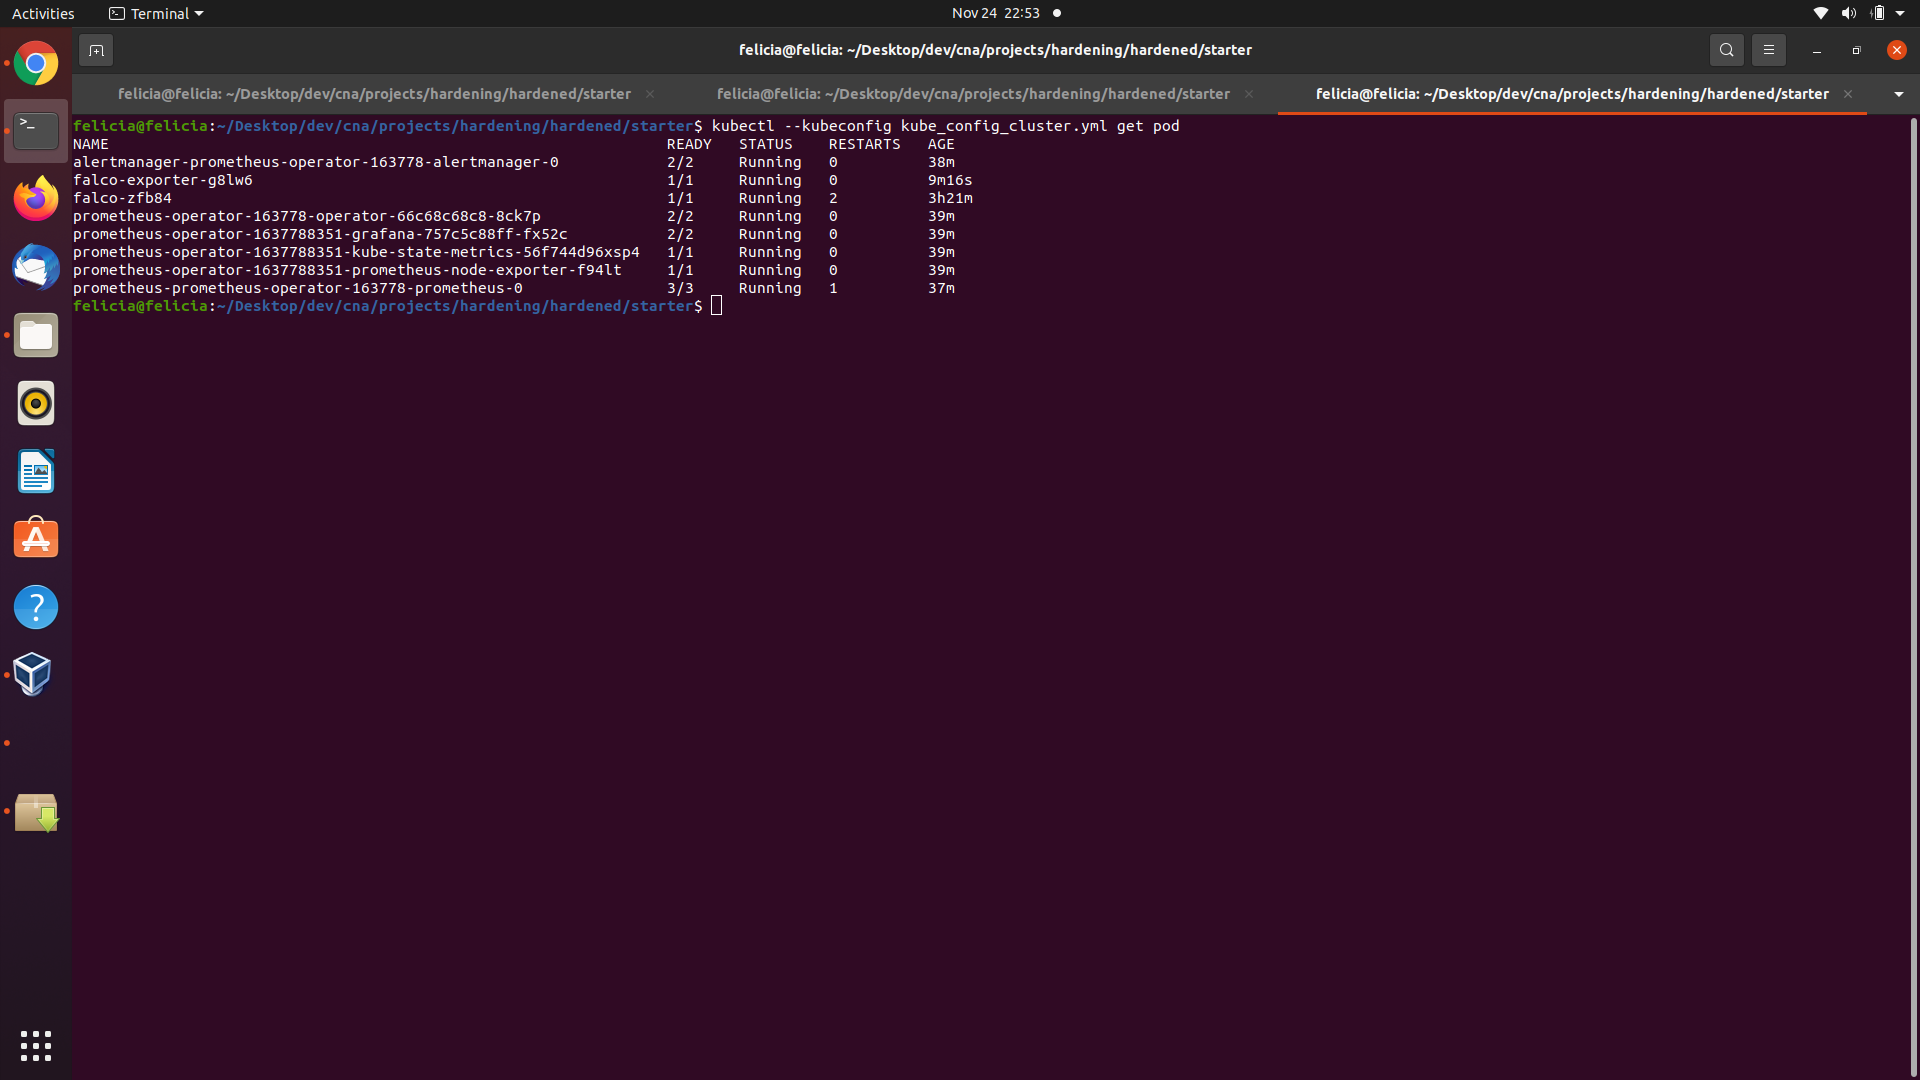 Activities Terminal Nov 24 22:53
felicia@felicia: ~/Desktop/dev/cna/projects/hardening/hardened/starter
felicia@felicia: ~/Desktop/dev/cna/projects/hardening/hardened/starter felicia@felicia: ~/Desktop/dev/cna/projects/hardening/hardened/starter felicia@felicia: ~/Desktop/dev/cna/projects/hardening/hardened/starter
felicia@felicia:~/Desktop/dev/cna/projects/hardening/hardened/starter$ kubectl --kubeconfig kube_config_cluster.yml get pod
NAME READY STATUS RESTARTS AGE
alertmanager-prometheus-operator-163778-alertmanager-0 2/2 Running 0 38m
falco-exporter-g8lw6 1/1 Running 0 9m16s
falco-zfb84 1/1 Running 2 3h21m
prometheus-operator-163778-operator-66c68c68c8-8ck7p 2/2 Running 0 39m
prometheus-operator-1637788351-grafana-757c5c88ff-fx52c 2/2 Running 0 39m
prometheus-operator-1637788351-kube-state-metrics-56f744d96xsp4 1/1 Running 0 39m
prometheus-operator-1637788351-prometheus-node-exporter-f94lt 1/1 Running 0 39m
prometheus-prometheus-operator-163778-prometheus-0 3/3 Running 1 37m
felicia@felicia:~/Desktop/dev/cna/projects/hardening/hardened/starter$